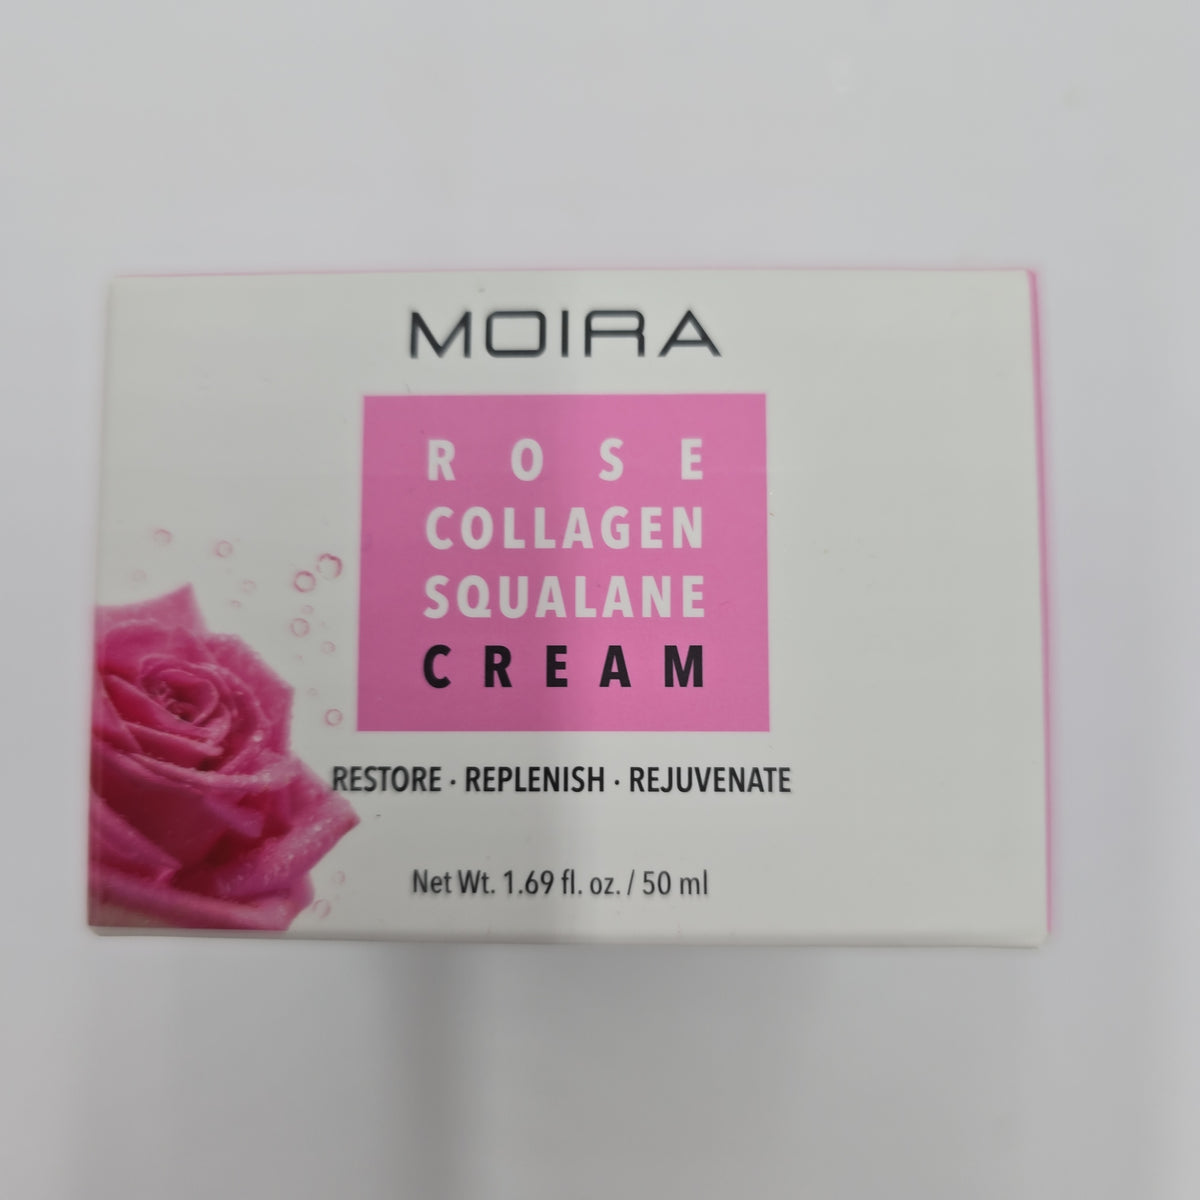 MOIRA
ROSE
COLLAGEN
SQUALANE
CREAM
RESTORE · REPLENISH · REJUVENATE
Net Wt. 1.69 fl. oz. / 50 ml